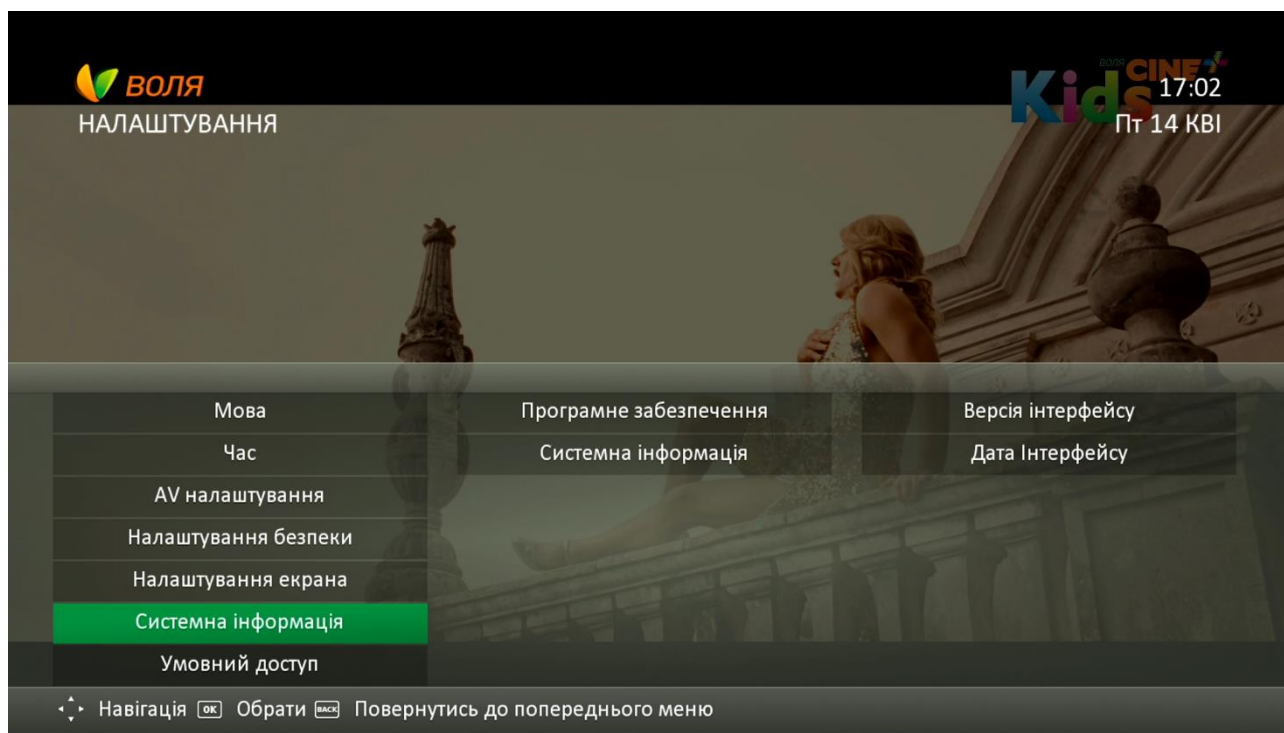 воля
ВОЛЯ CINE+
Kids
17:02
НАЛАШТУВАННЯ
Пт 14 КВІ
Мова
Програмне забезпечення
Версія інтерфейсу
Час
Системна інформація
Дата Інтерфейсу
AV налаштування
Налаштування безпеки
Налаштування екрана
Системна інформація
Умовний доступ
Навігація OK Обрати BACK Повернутись до попереднього меню